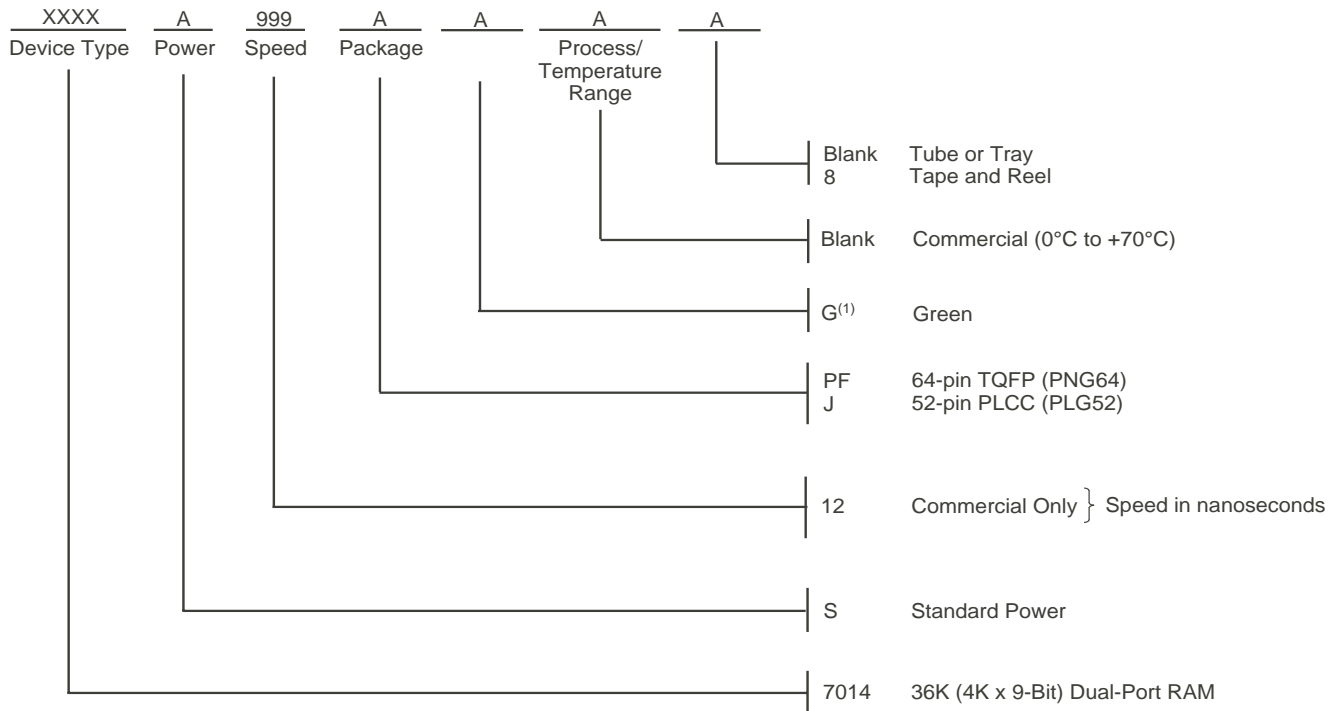 XXXX A 999 A A A A
Device Type Power Speed Package Process/
Temperature
Range
Blank Tube or Tray
8 Tape and Reel
Blank Commercial (0°C to +70°C)
G(1) Green
PF 64-pin TQFP (PNG64)
J 52-pin PLCC (PLG52)
12 Commercial Only } Speed in nanoseconds
S Standard Power
7014 36K (4K x 9-Bit) Dual-Port RAM